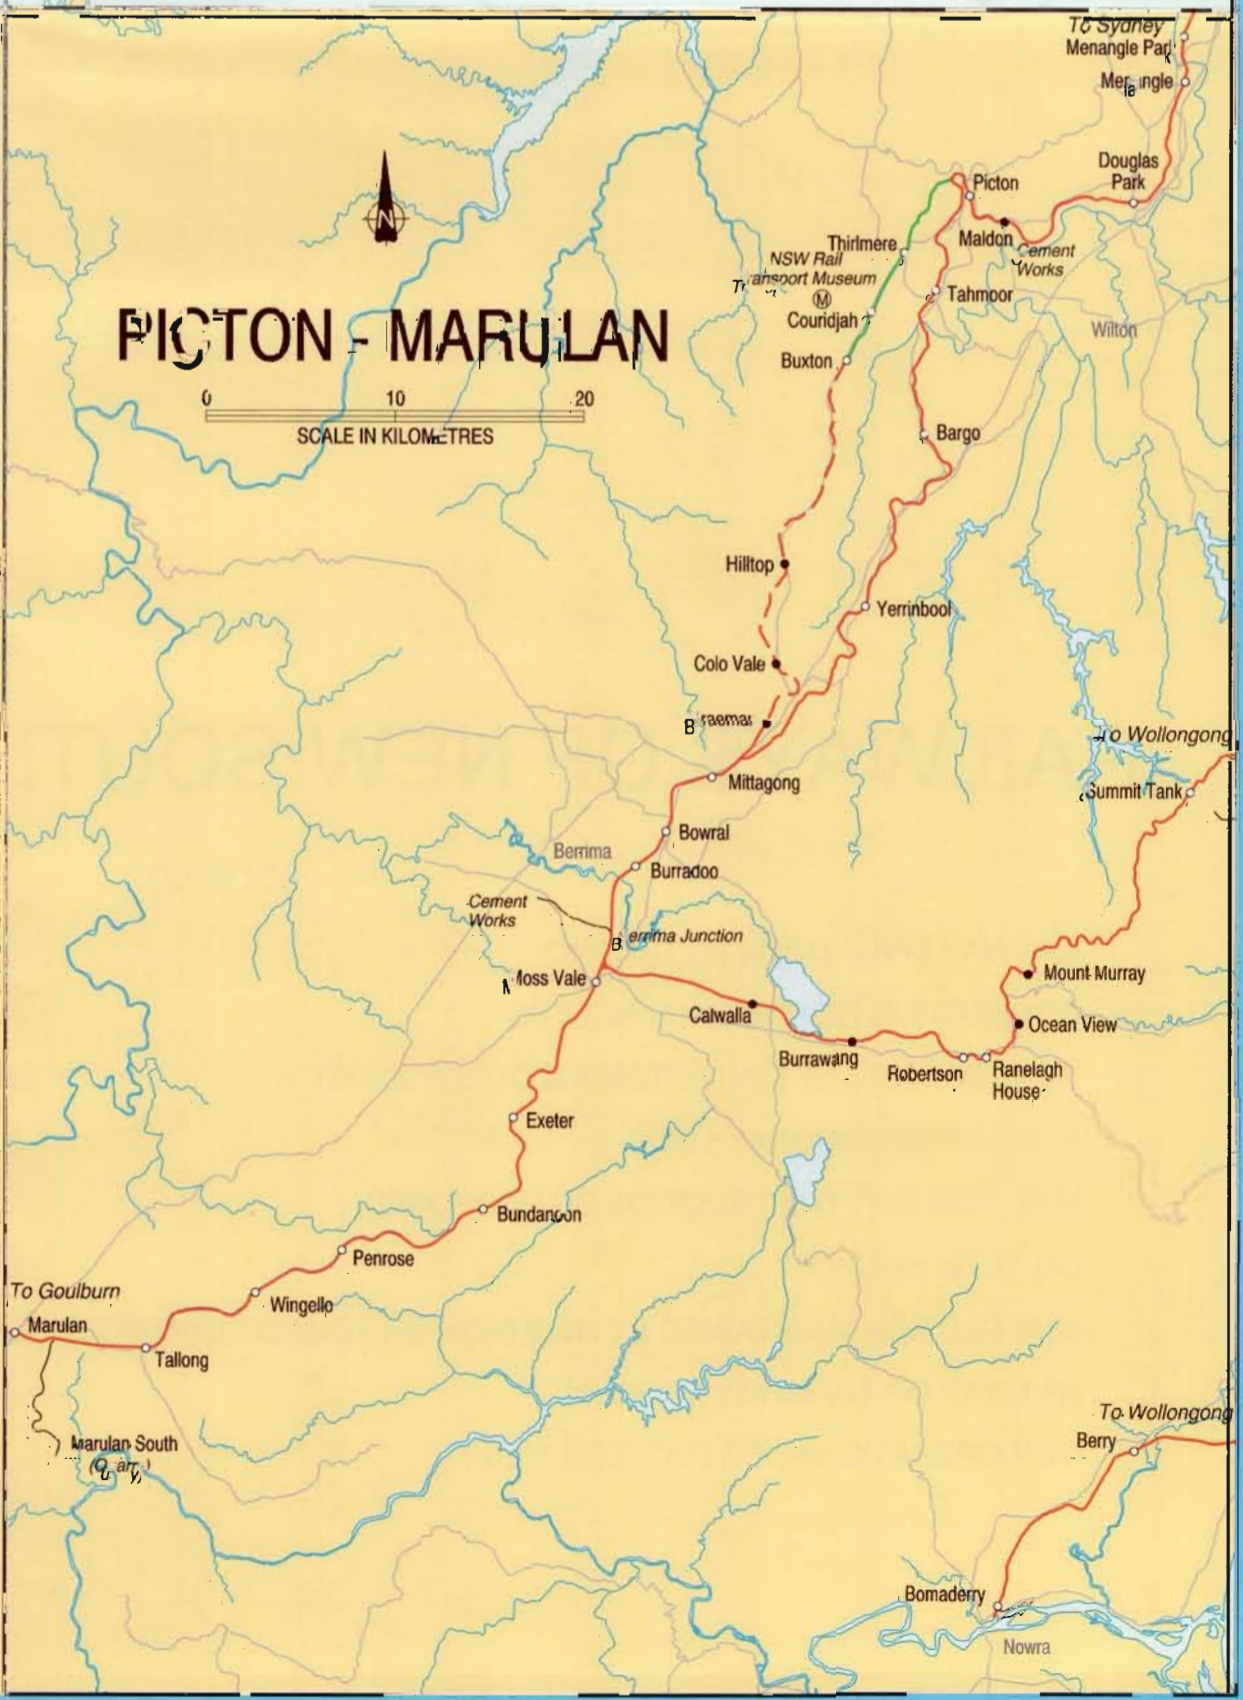 To Sydney
Menangle Park
Menangle
Douglas
Park
Picton
Maldon
Cement
Works
Thirlmere
NSW Rail
Transport Museum
M
Couridjah
Tahmoor
Wilton
Buxton
N
PICTON - MARULAN
0 10 20
SCALE IN KILOMETRES
Bargo
Hilltop
Yerrinbool
Colo Vale
Braemar
To Wollongong
Mittagong
Summit Tank
Bowral
Berrima
Burradoo
Cement
Works
Berrima Junction
Moss Vale
Mount Murray
Calwalla
Ocean View
Burrawang
Robertson
Ranelagh
House
Exeter
Bundanoon
Penrose
To Goulburn
Wingello
Marulan
Tallong
To Wollongong
Berry
Marulan South
(Quarry)
Bomaderry
Nowra